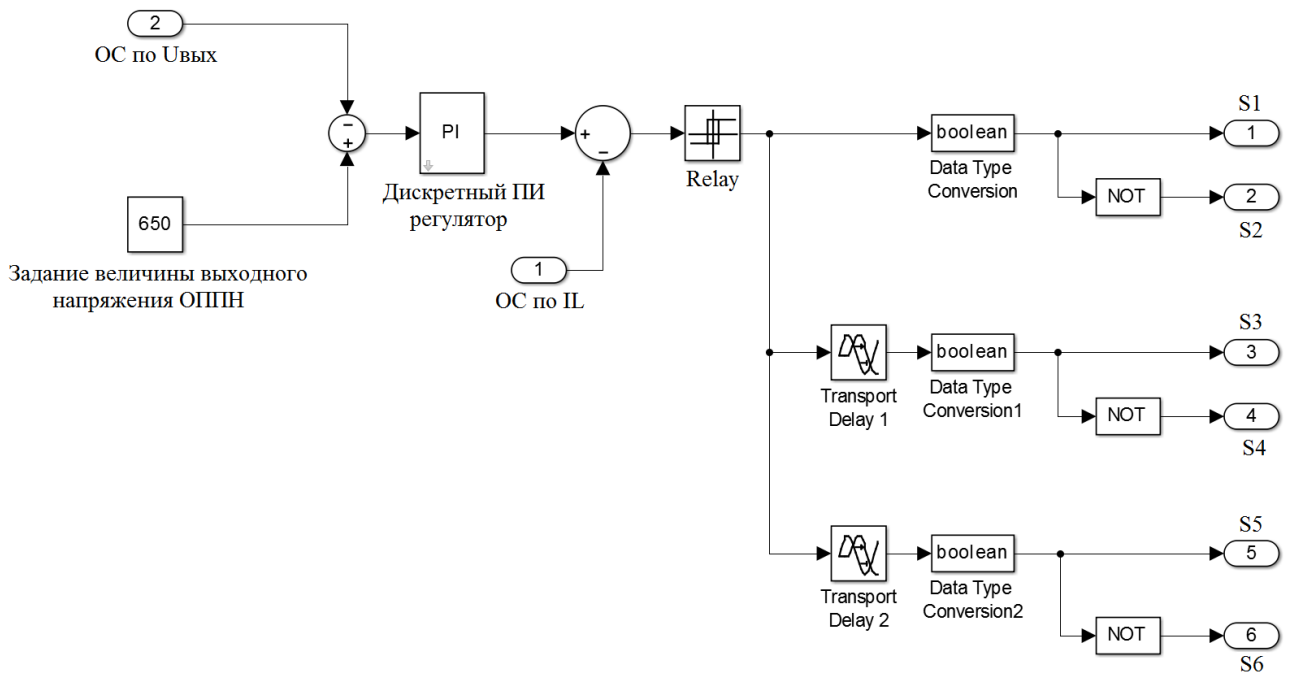 2
ОС по Uвых
650
Задание величины выходного
напряжения ОППН
PI
Дискретный ПИ
регулятор
1
ОС по IL
Relay
boolean
Data Type
Conversion
S1
1
NOT
2
S2
Transport
Delay 1
boolean
Data Type
Conversion1
S3
3
NOT
4
S4
Transport
Delay 2
boolean
Data Type
Conversion2
S5
5
NOT
6
S6